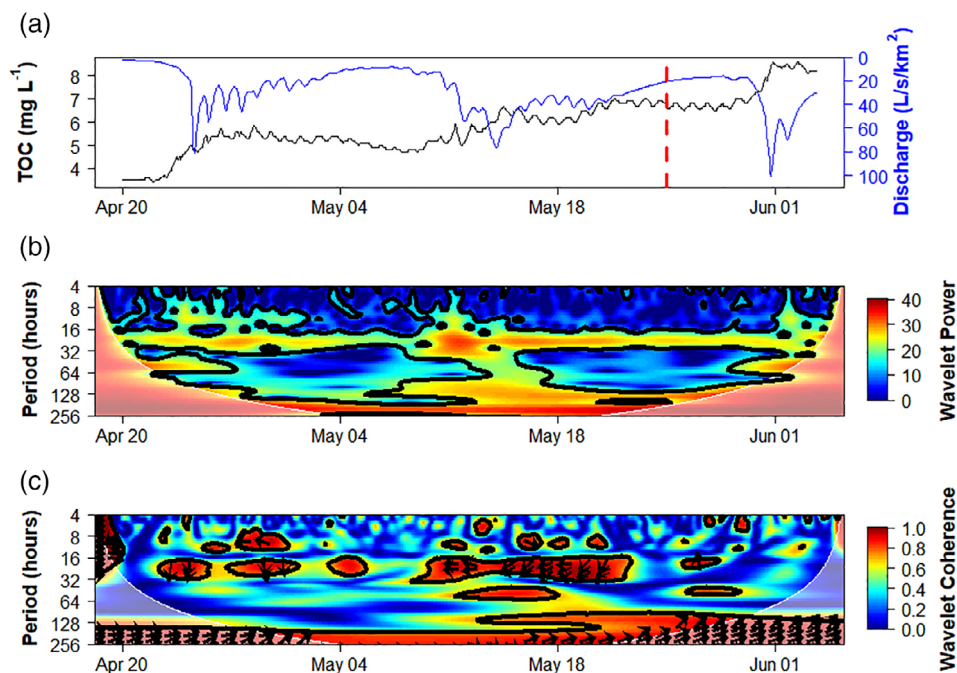 (a)
TOC (mg L⁻¹)
8
7
6
5
4
0
20
40
60
80
100
Discharge (L/s/km²)
Apr 20
May 04
May 18
Jun 01
(b)
Period (hours)
4
8
16
32
64
128
256
Apr 20
May 04
May 18
Jun 01
40
30
20
10
0
Wavelet Power
(c)
Period (hours)
4
8
16
32
64
128
256
Apr 20
May 04
May 18
Jun 01
1.0
0.8
0.6
0.4
0.2
0.0
Wavelet Coherence